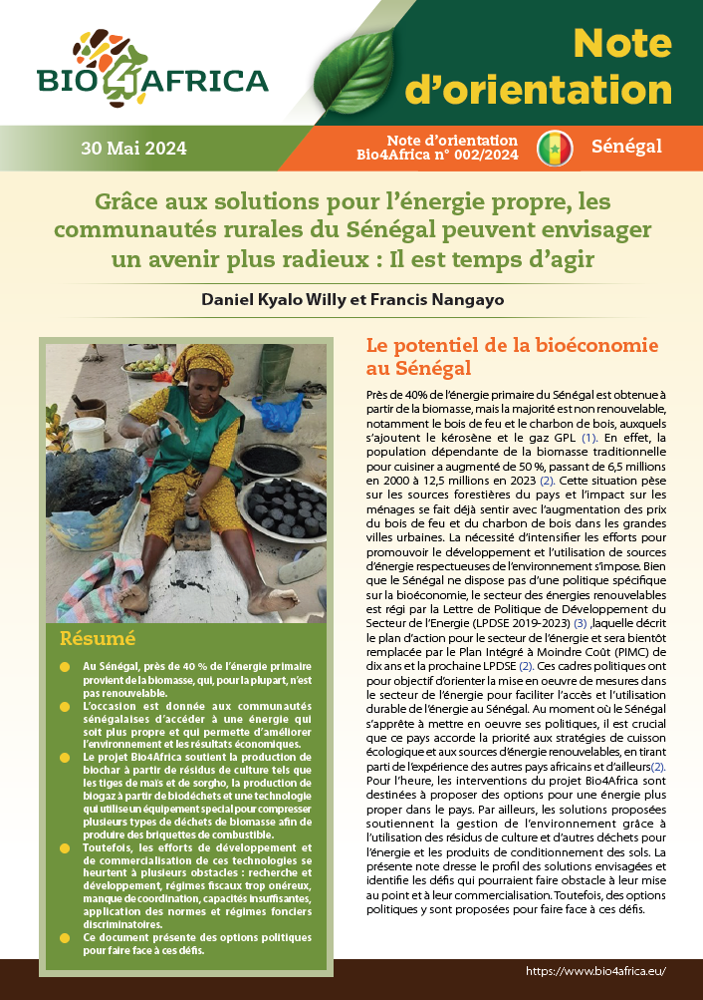 BIO4AFRICA
Note
d'orientation
30 Mai 2024
Note d'orientation
Bio4Africa n° 002/2024
Sénégal
Grâce aux solutions pour l'énergie propre, les
communautés rurales du Sénégal peuvent envisager
un avenir plus radieux : Il est temps d'agir
Daniel Kyalo Willy et Francis Nangayo
Résumé
Au Sénégal, près de 40 % de l'énergie primaire
provient de la biomasse, qui, pour la plupart, n'est
pas renouvelable.
L'occasion est donnée aux communautés
sénégalaises d'accéder à une énergie qui
soit plus propre et qui permette d'améliorer
l'environnement et les résultats économiques.
Le projet Bio4Africa soutient la production de
biochar à partir de résidus de culture tels que
les tiges de maïs et de sorgho, la production de
biogaz à partir de biodéchets et une technologie
qui utilise un équipement special pour compresser
plusieurs types de déchets de biomasse afin de
produire des briquettes de combustible.
Toutefois, les efforts de développement et
de commercialisation de ces technologies se
heurtent à plusieurs obstacles : recherche et
développement, régimes fiscaux trop onéreux,
manque de coordination, capacités insuffisantes,
application des normes et régimes fonciers
discriminatoires.
Ce document présente des options politiques
pour faire face à ces défis.
Le potentiel de la bioéconomie
au Sénégal
Près de 40% de l'énergie primaire du Sénégal est obtenue à
partir de la biomasse, mais la majorité est non renouvelable,
notamment le bois de feu et le charbon de bois, auxquels
s'ajoutent le kérosène et le gaz GPL (1). En effet, la
population dépendante de la biomasse traditionnelle
pour cuisiner a augmenté de 50 %, passant de 6,5 millions
en 2000 à 12,5 millions en 2023 (2). Cette situation pèse
sur les sources forestières du pays et l'impact sur les
ménages se fait déjà sentir avec l'augmentation des prix
du bois de feu et du charbon de bois dans les grandes
villes urbaines. La nécessité d'intensifier les efforts pour
promouvoir le développement et l'utilisation de sources
d'énergie respectueuses de l'environnement s'impose. Bien
que le Sénégal ne dispose pas d'une politique spécifique
sur la bioéconomie, le secteur des énergies renouvelables
est régi par la Lettre de Politique de Développement du
Secteur de l'Energie (LPDSE 2019-2023) (3) ,laquelle décrit
le plan d'action pour le secteur de l'énergie et sera bientôt
remplacée par le Plan Intégré à Moindre Coût (PIMC) de
dix ans et la prochaine LPDSE (2). Ces cadres politiques ont
pour objectif d'orienter la mise en oeuvre de mesures dans
le secteur de l'énergie pour faciliter l'accès et l'utilisation
durable de l'énergie au Sénégal. Au moment où le Sénégal
s'apprête à mettre en oeuvre ses politiques, il est crucial
que ce pays accorde la priorité aux stratégies de cuisson
écologique et aux sources d'énergie renouvelables, en tirant
parti de l'expérience des autres pays africains et d'ailleurs(2).
Pour l'heure, les interventions du projet Bio4Africa sont
destinées à proposer des options pour une énergie plus
proper dans le pays. Par ailleurs, les solutions proposées
soutiennent la gestion de l'environnement grâce à
l'utilisation des résidus de culture et d'autres déchets pour
l'énergie et les produits de conditionnement des sols. La
présente note dresse le profil des solutions envisagées et
identifie les défis qui pourraient faire obstacle à leur mise
au point et à leur commercialisation. Toutefois, des options
politiques y sont proposées pour faire face à ces défis.
https://www.bio4africa.eu/